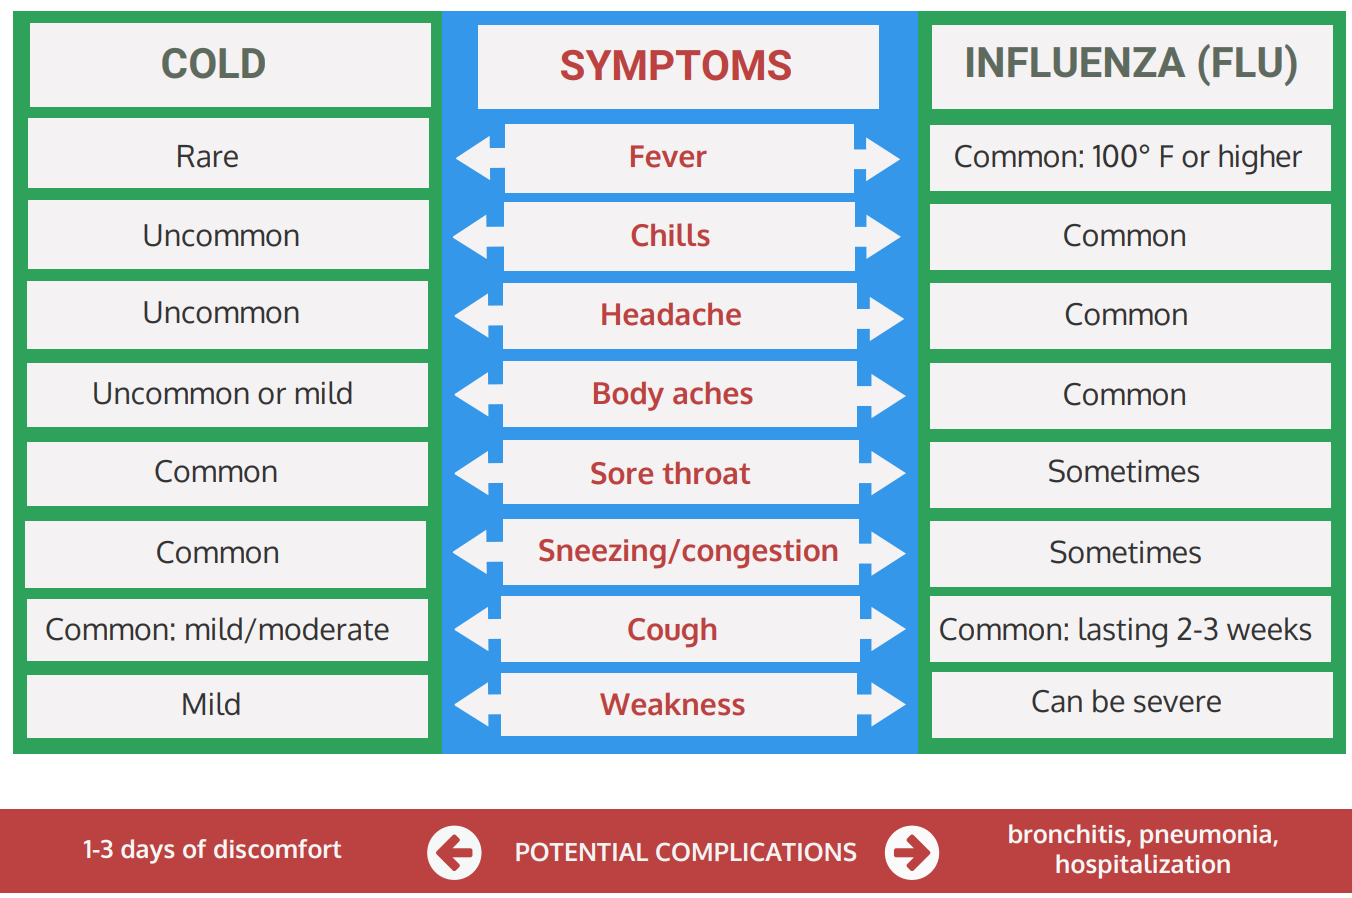 COLD
SYMPTOMS
INFLUENZA (FLU)
Rare
Fever
Common: 100° F or higher
Uncommon
Chills
Common
Uncommon
Headache
Common
Uncommon or mild
Body aches
Common
Common
Sore throat
Sometimes
Common
Sneezing/congestion
Sometimes
Common: mild/moderate
Cough
Common: lasting 2-3 weeks
Mild
Weakness
Can be severe
1-3 days of discomfort
POTENTIAL COMPLICATIONS
bronchitis, pneumonia,
hospitalization